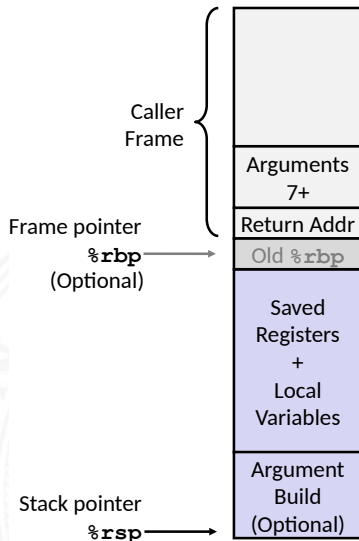 Caller
Frame
Arguments
7+
Return Addr
Frame pointer
%rbp
(Optional)
Old %rbp
Saved
Registers
+
Local
Variables
Argument
Build
(Optional)
Stack pointer
%rsp